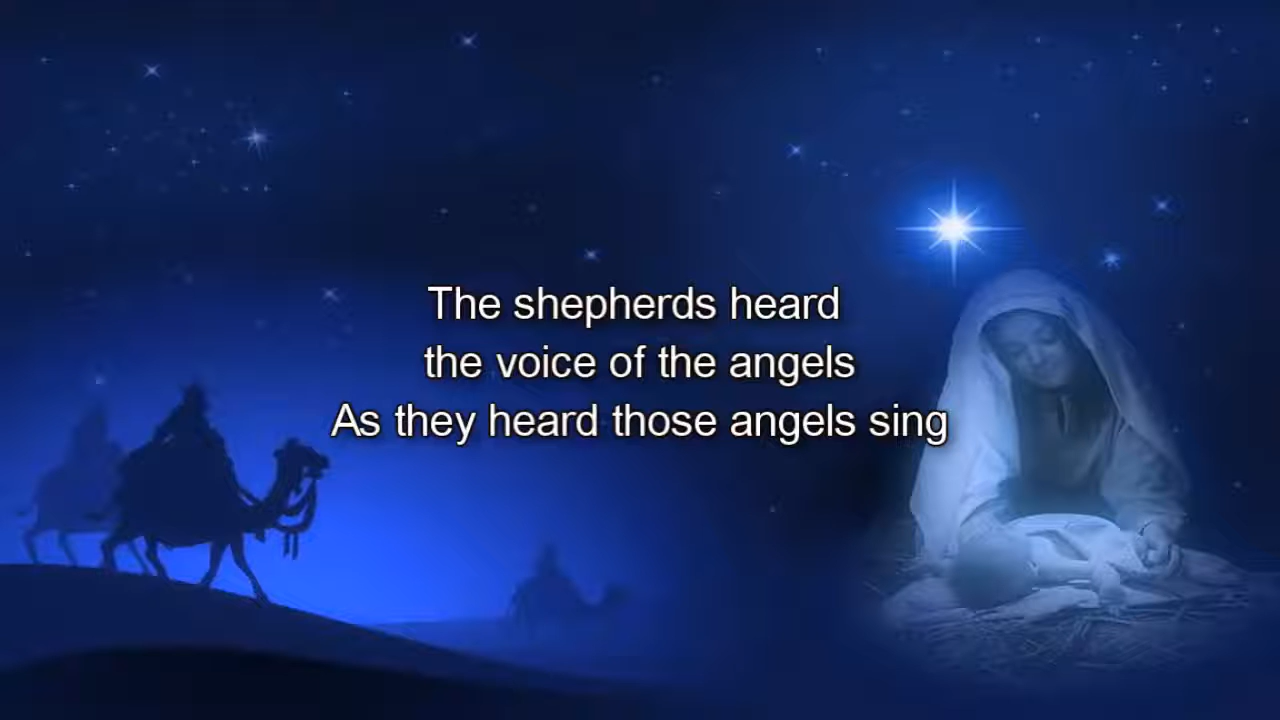 The shepherds heard
the voice of the angels
As they heard those angels sing